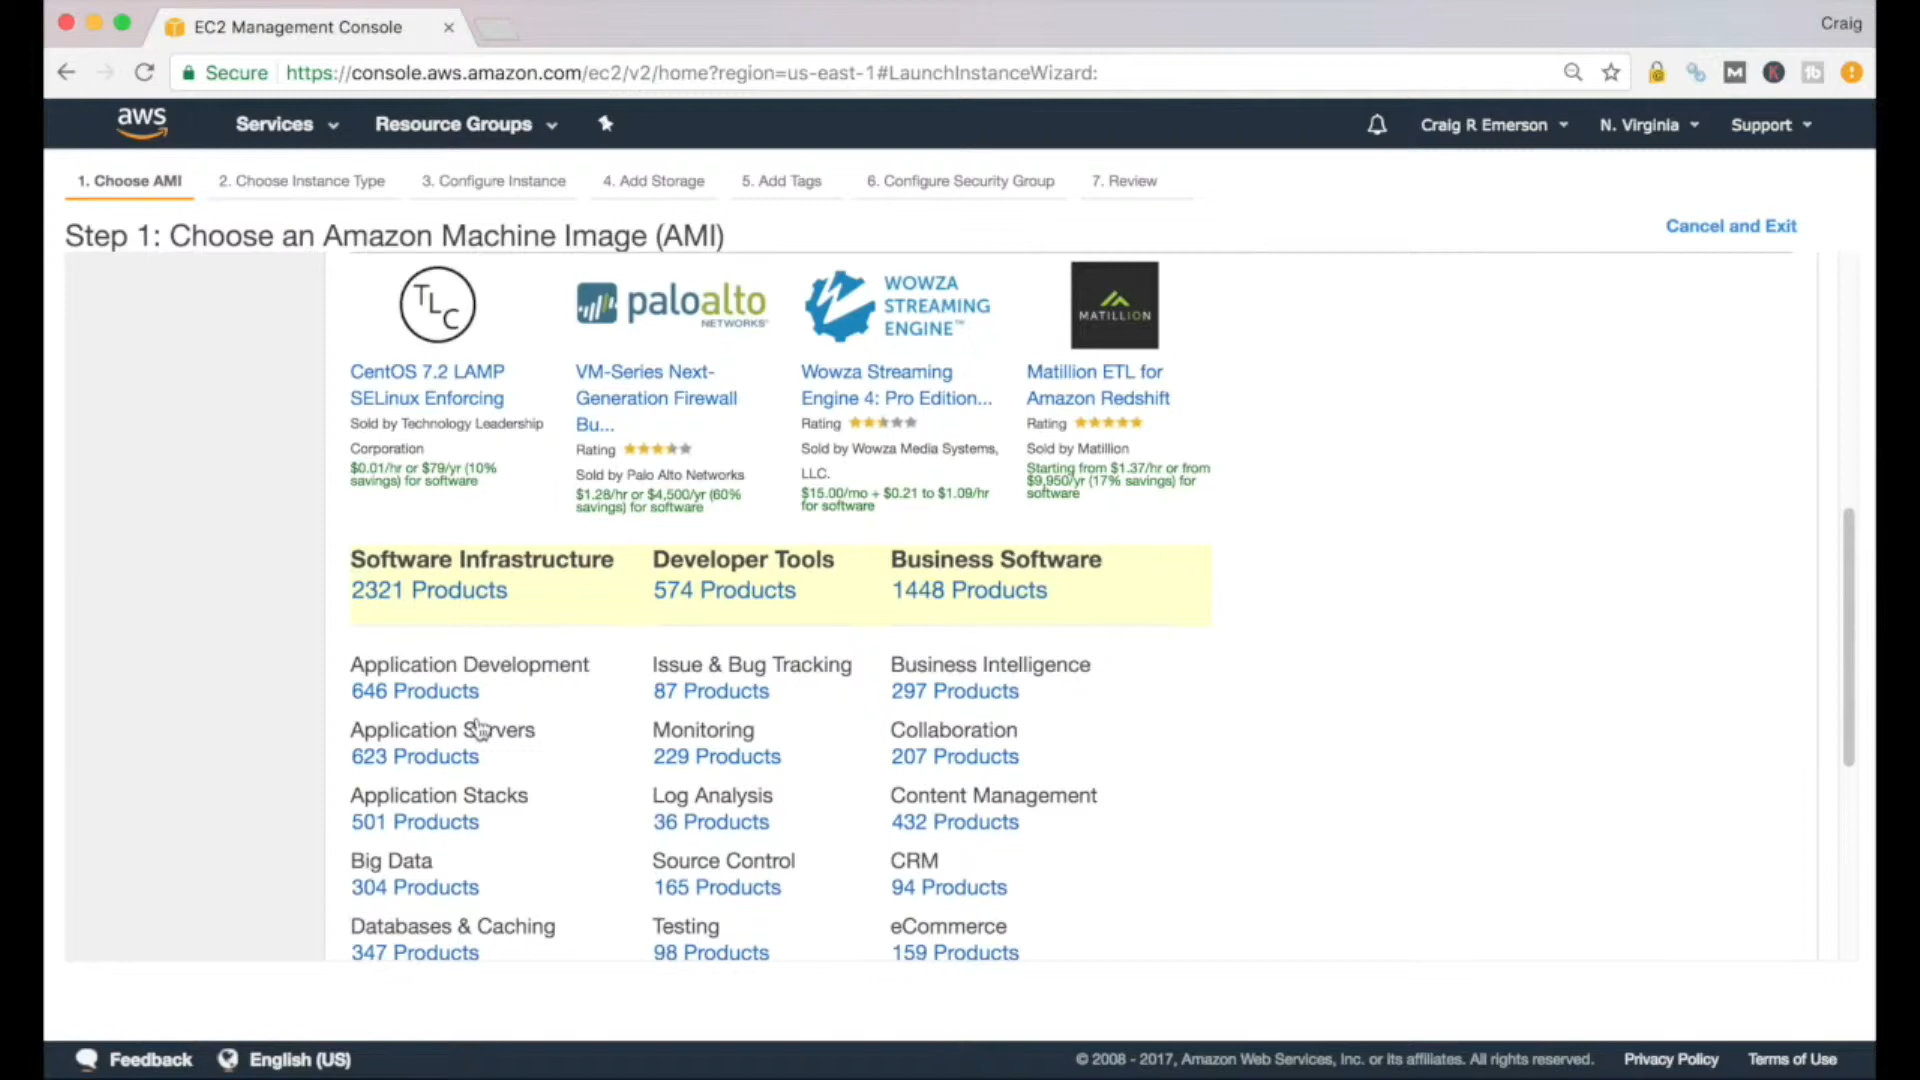 EC2 Management Console
Craig
Secure
https://console.aws.amazon.com/ec2/v2/home?region=us-east-1#LaunchInstanceWizard:
aws
Services
Resource Groups
Craig R Emerson
N. Virginia
Support
1. Choose AMI
2. Choose Instance Type
3. Configure Instance
4. Add Storage
5. Add Tags
6. Configure Security Group
7. Review
Step 1: Choose an Amazon Machine Image (AMI)
Cancel and Exit
TLC
CentOS 7.2 LAMP
SELinux Enforcing
Sold by Technology Leadership
Corporation
$0.01/hr or $79/yr (10%
savings) for software
paloalto
NETWORKS
VM-Series Next-
Generation Firewall
Bu...
Rating
Sold by Palo Alto Networks
$1.28/hr or $4,500/yr (60%
savings) for software
WOWZA
STREAMING
ENGINE™
Wowza Streaming
Engine 4: Pro Edition...
Rating
Sold by Wowza Media Systems,
LLC.
$15.00/mo + $0.21 to $1.09/hr
for software
MATILLION
Matillion ETL for
Amazon Redshift
Rating
Sold by Matillion
Starting from $1.37/hr or from
$9,950/yr (17% savings) for
software
Software Infrastructure
2321 Products
Developer Tools
574 Products
Business Software
1448 Products
Application Development
646 Products
Application Servers
623 Products
Application Stacks
501 Products
Big Data
304 Products
Databases & Caching
347 Products
Issue & Bug Tracking
87 Products
Monitoring
229 Products
Log Analysis
36 Products
Source Control
165 Products
Testing
98 Products
Business Intelligence
297 Products
Collaboration
207 Products
Content Management
432 Products
CRM
94 Products
eCommerce
159 Products
Feedback
English (US)
© 2008 - 2017, Amazon Web Services, Inc. or its affiliates. All rights reserved.
Privacy Policy
Terms of Use